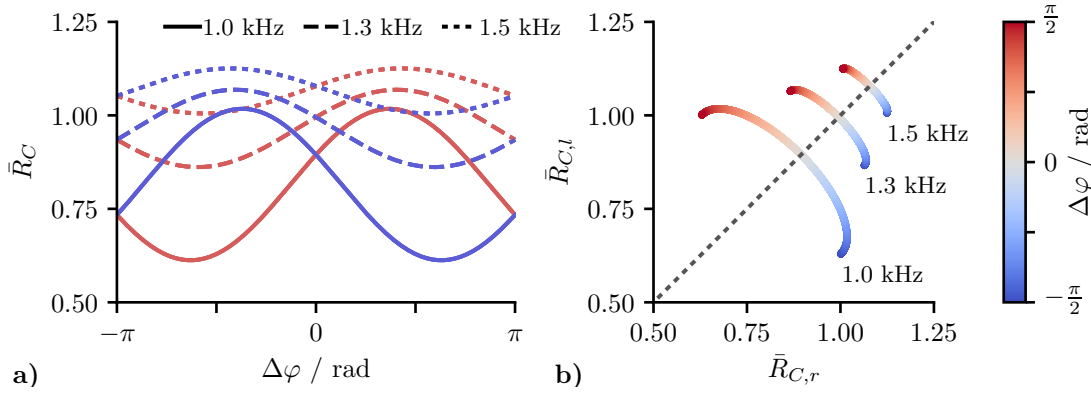 1.0 kHz 1.3 kHz 1.5 kHz
1.25
1.00
0.75
0.50
R̄_C
−π 0 π
Δφ / rad
a)
1.25
1.00
0.75
0.50
R̄_{C,l}
1.5 kHz
1.3 kHz
1.0 kHz
0.50 0.75 1.00 1.25
R̄_{C,r}
b)
π/2
0
−π/2
Δφ / rad